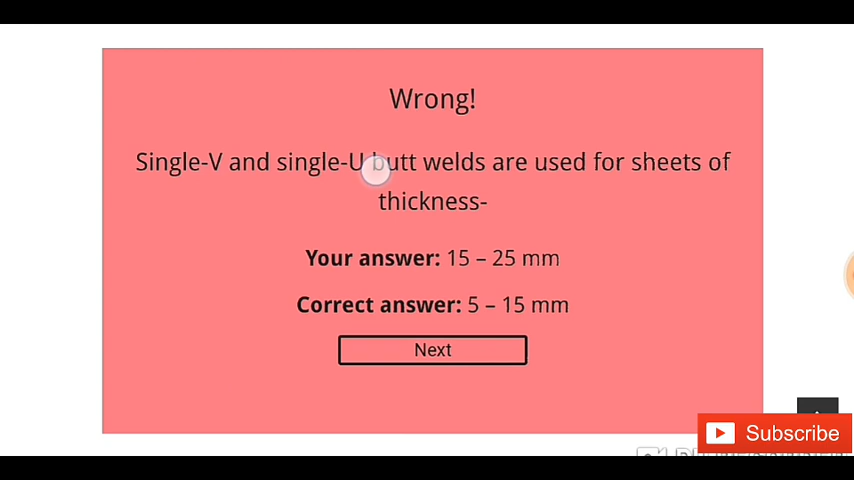 Wrong!
Single-V and single-U butt welds are used for sheets of
thickness-
Your answer: 15 – 25 mm
Correct answer: 5 – 15 mm
Next
Subscribe